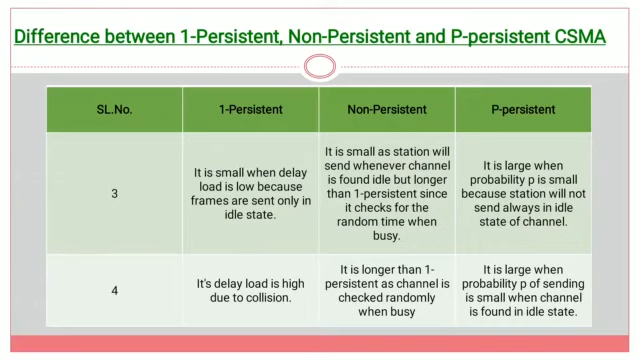 Difference between 1-Persistent, Non-Persistent and P-persistent CSMA
SL.No.
1-Persistent
Non-Persistent
P-persistent
3
It is small when delay
load is low because
frames are sent only in
idle state.
It is small as station will
send whenever channel
is found idle but longer
than 1-persistent since
it checks for the
random time when
busy.
It is large when
probability p is small
because station will not
send always in idle
state of channel.
4
It's delay load is high
due to collision.
It is longer than 1-
persistent as channel is
checked randomly
when busy
It is large when
probability p of sending
is small when channel
is found in idle state.